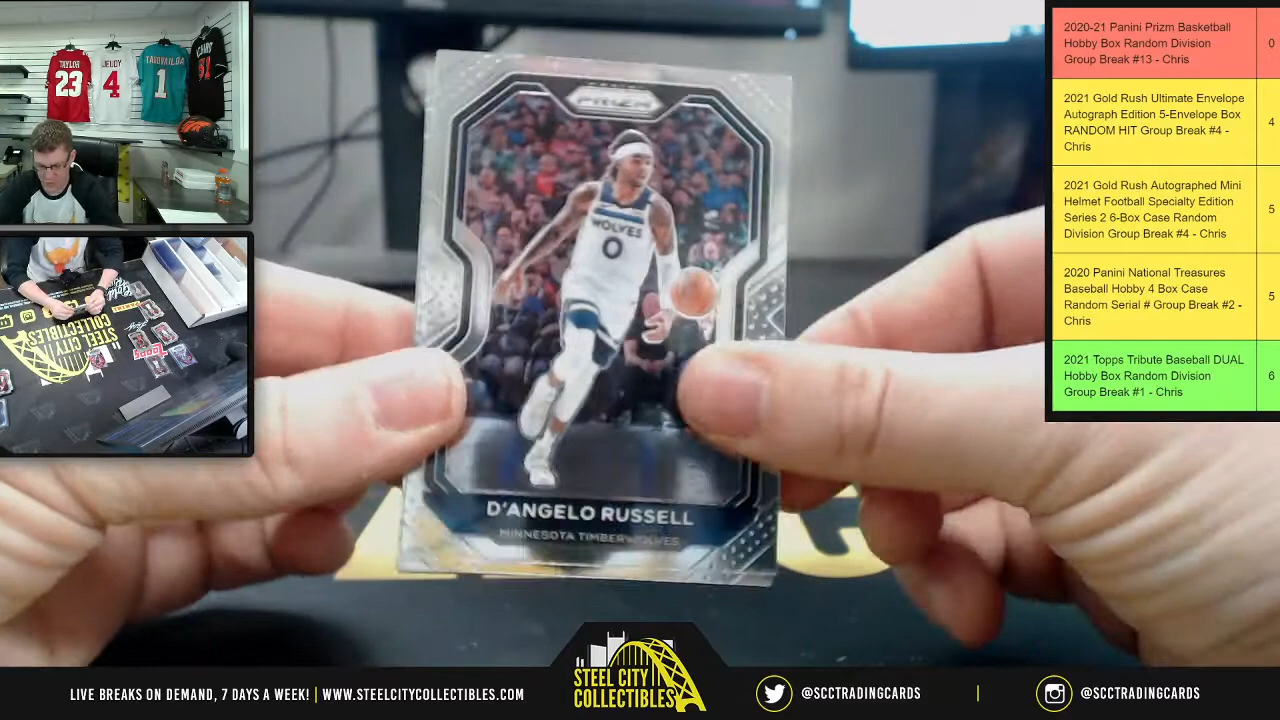 TAYLOR
23
JEUDY
4
TAGOVAILOA
1
51
STEEL CITY
COLLECTIBLES
PRIZM
WOLVES
0
D'ANGELO RUSSELL
MINNESOTA TIMBERWOLVES
2020-21 Panini Prizm Basketball
Hobby Box Random Division
Group Break #13 - Chris
0
2021 Gold Rush Ultimate Envelope
Autograph Edition 5-Envelope Box
RANDOM HIT Group Break #4 -
Chris
4
2021 Gold Rush Autographed Mini
Helmet Football Specialty Edition
Series 2 6-Box Case Random
Division Group Break #4 - Chris
5
2020 Panini National Treasures
Baseball Hobby 4 Box Case
Random Serial # Group Break #2 -
Chris
5
2021 Topps Tribute Baseball DUAL
Hobby Box Random Division
Group Break #1 - Chris
6
LIVE BREAKS ON DEMAND, 7 DAYS A WEEK! | WWW.STEELCITYCOLLECTIBLES.COM
STEEL CITY
COLLECTIBLES
@SCCTRADINGCARDS | @SCCTRADINGCARDS